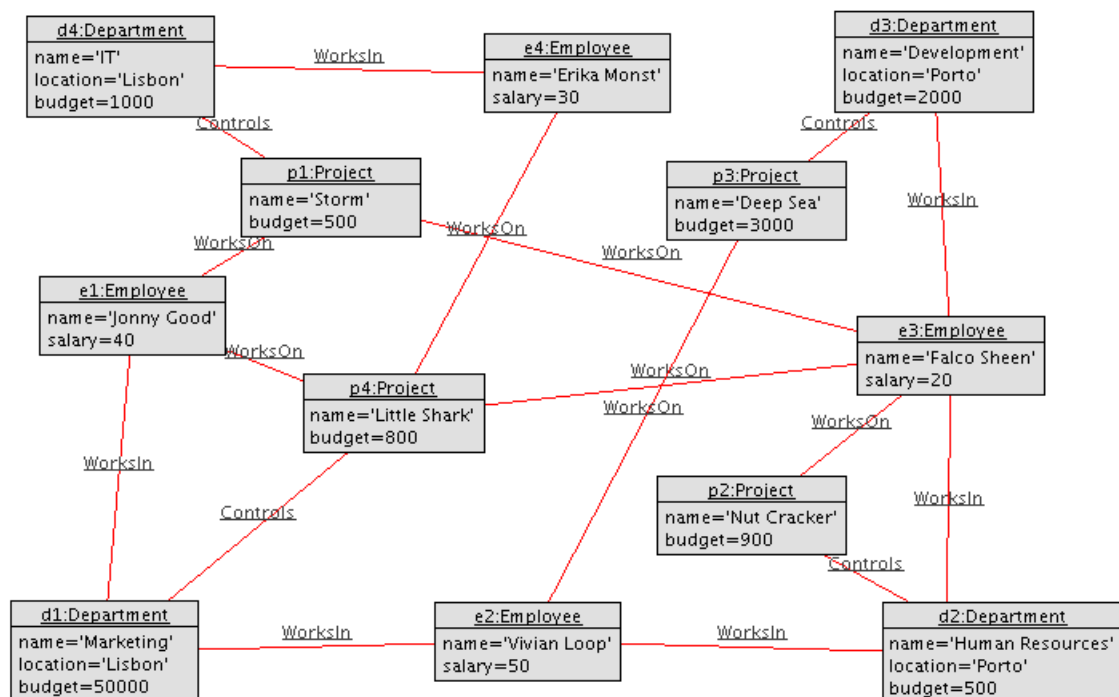 d4:Department
name='IT'
location='Lisbon'
budget=1000
WorksIn
e4:Employee
name='Erika Monst'
salary=30
d3:Department
name='Development'
location='Porto'
budget=2000
Controls
Controls
p1:Project
name='Storm'
budget=500
p3:Project
name='Deep Sea'
budget=3000
WorksIn
WorksOn
WorksOn
WorksOn
e1:Employee
name='Jonny Good'
salary=40
e3:Employee
name='Falco Sheen'
salary=20
WorksOn
p4:Project
name='Little Shark'
budget=800
WorksOn
WorksOn
WorksOn
WorksIn
Controls
p2:Project
name='Nut Cracker'
budget=900
WorksIn
Controls
d1:Department
name='Marketing'
location='Lisbon'
budget=50000
WorksIn
e2:Employee
name='Vivian Loop'
salary=50
WorksIn
d2:Department
name='Human Resources'
location='Porto'
budget=500